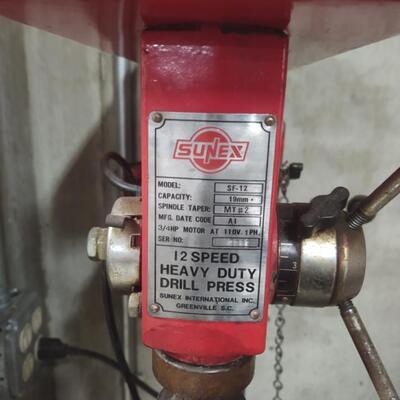 SUNEX
MODEL: SF-12
CAPACITY: 19mm
SPINDLE TAPER: MT#2
MFG. DATE CODE A1
3/4HP MOTOR AT 110V. 1PH.
SER NO:
12 SPEED
HEAVY DUTY
DRILL PRESS
SUNEX INTERNATIONAL INC.
GREENVILLE S.C.